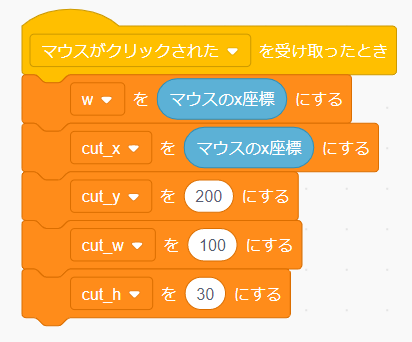 マウスがクリックされた を受け取ったとき
w を マウスのx座標 にする
cut_x を マウスのx座標 にする
cut_y を 200 にする
cut_w を 100 にする
cut_h を 30 にする